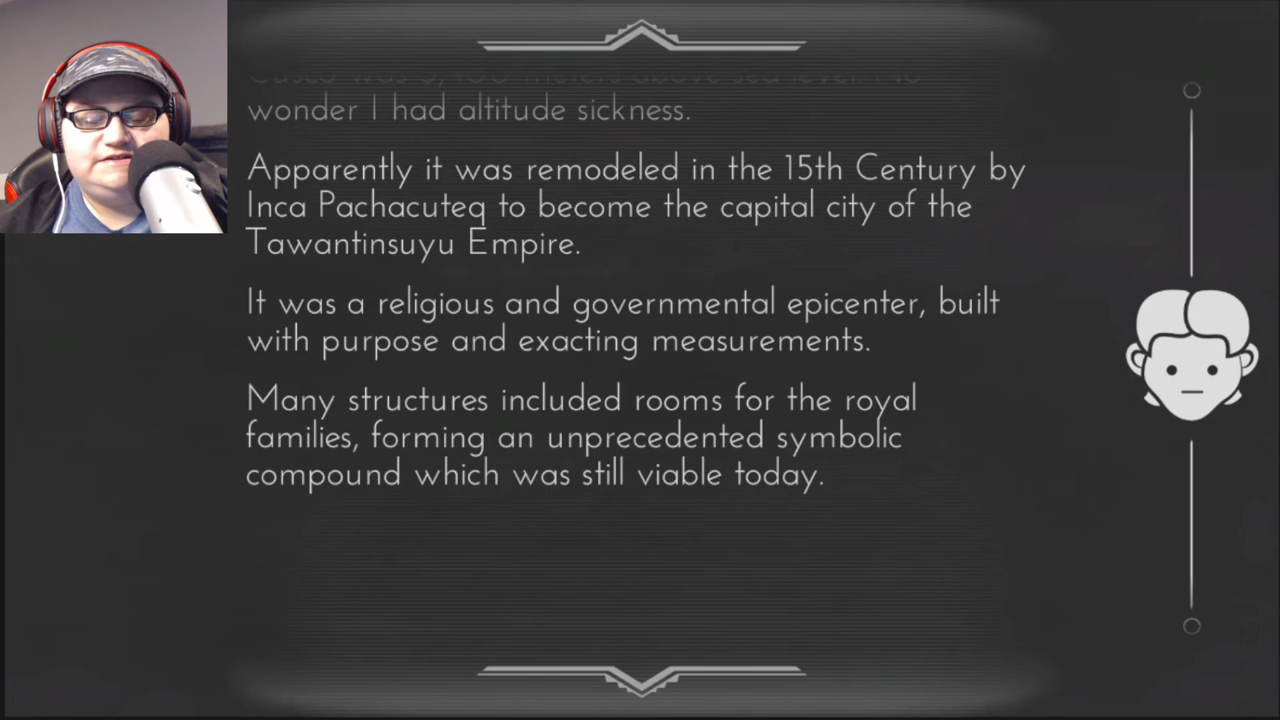 wonder I had altitude sickness.
Apparently it was remodeled in the 15th Century by
Inca Pachacuteq to become the capital city of the
Tawantinsuyu Empire.
It was a religious and governmental epicenter, built
with purpose and exacting measurements.
Many structures included rooms for the royal
families, forming an unprecedented symbolic
compound which was still viable today.